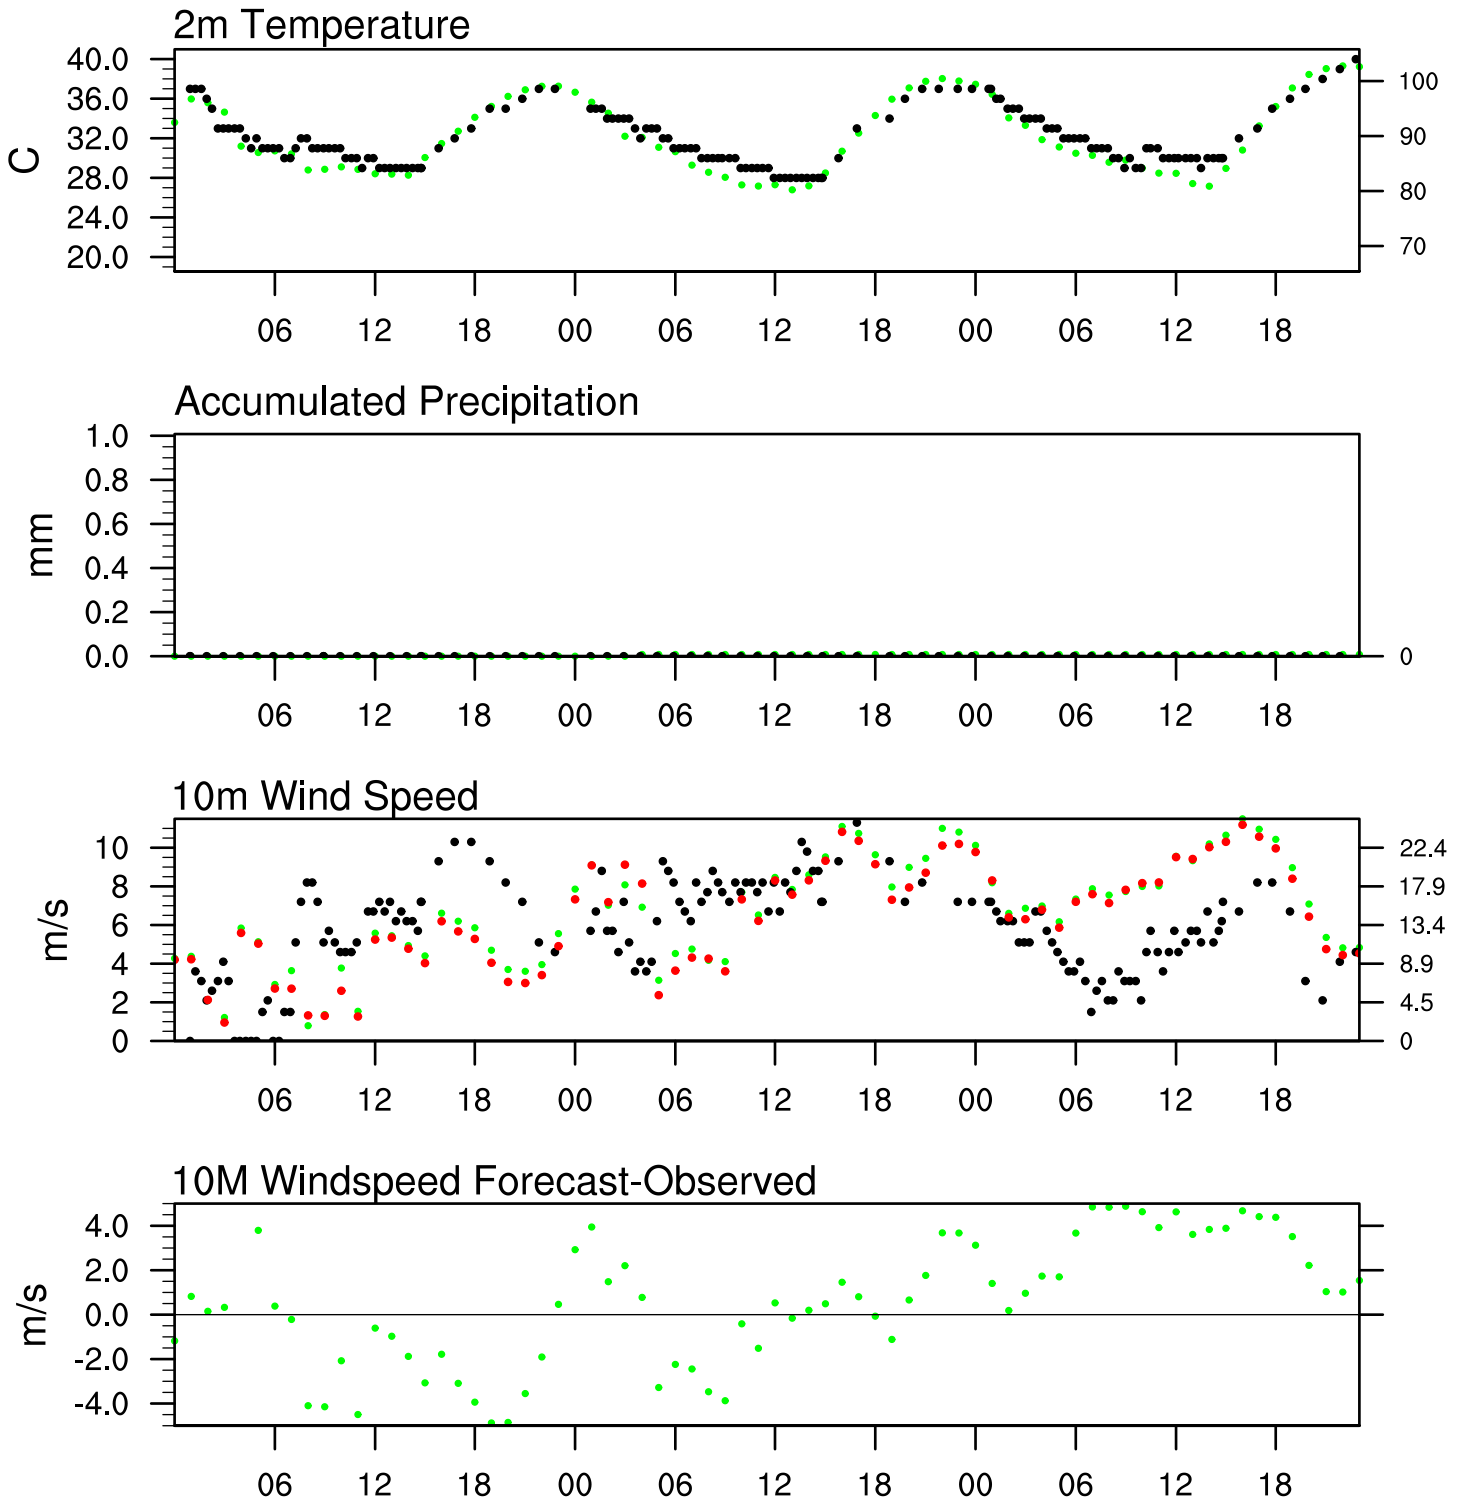 2m Temperature
40.0
36.0
32.0
28.0
24.0
20.0
C
100
90
80
70
06 12 18 00 06 12 18 00 06 12 18
Accumulated Precipitation
1.0
0.8
0.6
0.4
0.2
0.0
mm
0
06 12 18 00 06 12 18 00 06 12 18
10m Wind Speed
10
8
6
4
2
0
m/s
22.4
17.9
13.4
8.9
4.5
0
06 12 18 00 06 12 18 00 06 12 18
10M Windspeed Forecast-Observed
4.0
2.0
0.0
-2.0
-4.0
m/s
06 12 18 00 06 12 18 00 06 12 18